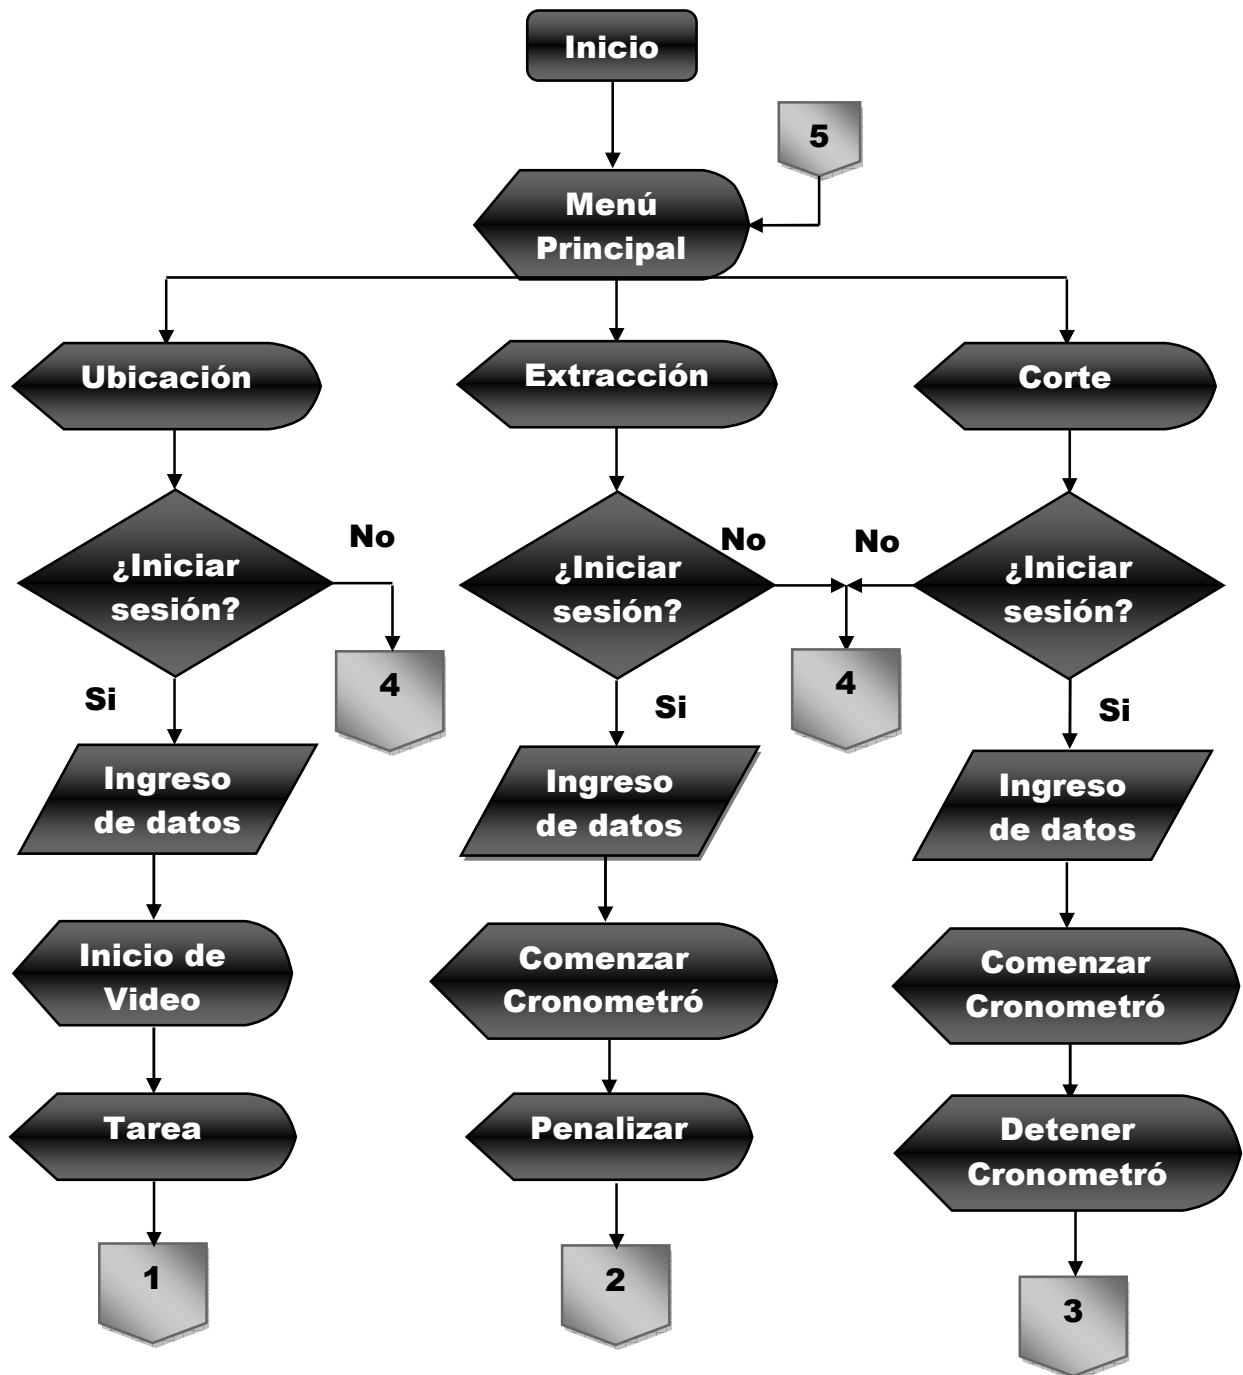 Inicio
5
Menú
Principal
Ubicación
Extracción
Corte
No
No
No
¿Iniciar
sesión?
¿Iniciar
sesión?
¿Iniciar
sesión?
4
4
Si
Si
Si
Ingreso
de datos
Ingreso
de datos
Ingreso
de datos
Inicio de
Video
Comenzar
Cronometró
Comenzar
Cronometró
Tarea
Penalizar
Detener
Cronometró
1
2
3